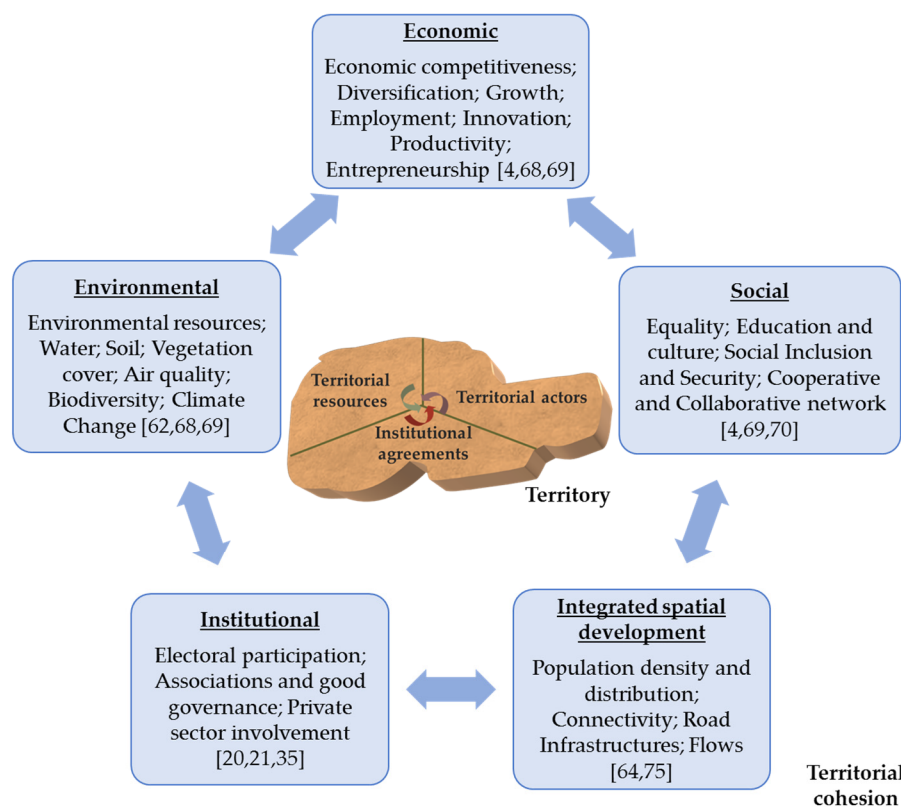 Economic
Economic competitiveness;
Diversification; Growth;
Employment; Innovation;
Productivity;
Entrepreneurship [4,68,69]
Environmental
Environmental resources;
Water; Soil; Vegetation
cover; Air quality;
Biodiversity; Climate
Change [62,68,69]
Social
Equality; Education and
culture; Social Inclusion
and Security; Cooperative
and Collaborative network
[4,69,70]
Territorial
resources
Territorial actors
Institutional
agreements
Territory
Institutional
Electoral participation;
Associations and good
governance; Private
sector involvement
[20,21,35]
Integrated spatial
development
Population density and
distribution;
Connectivity; Road
Infrastructures; Flows
[64,75]
Territorial
cohesion